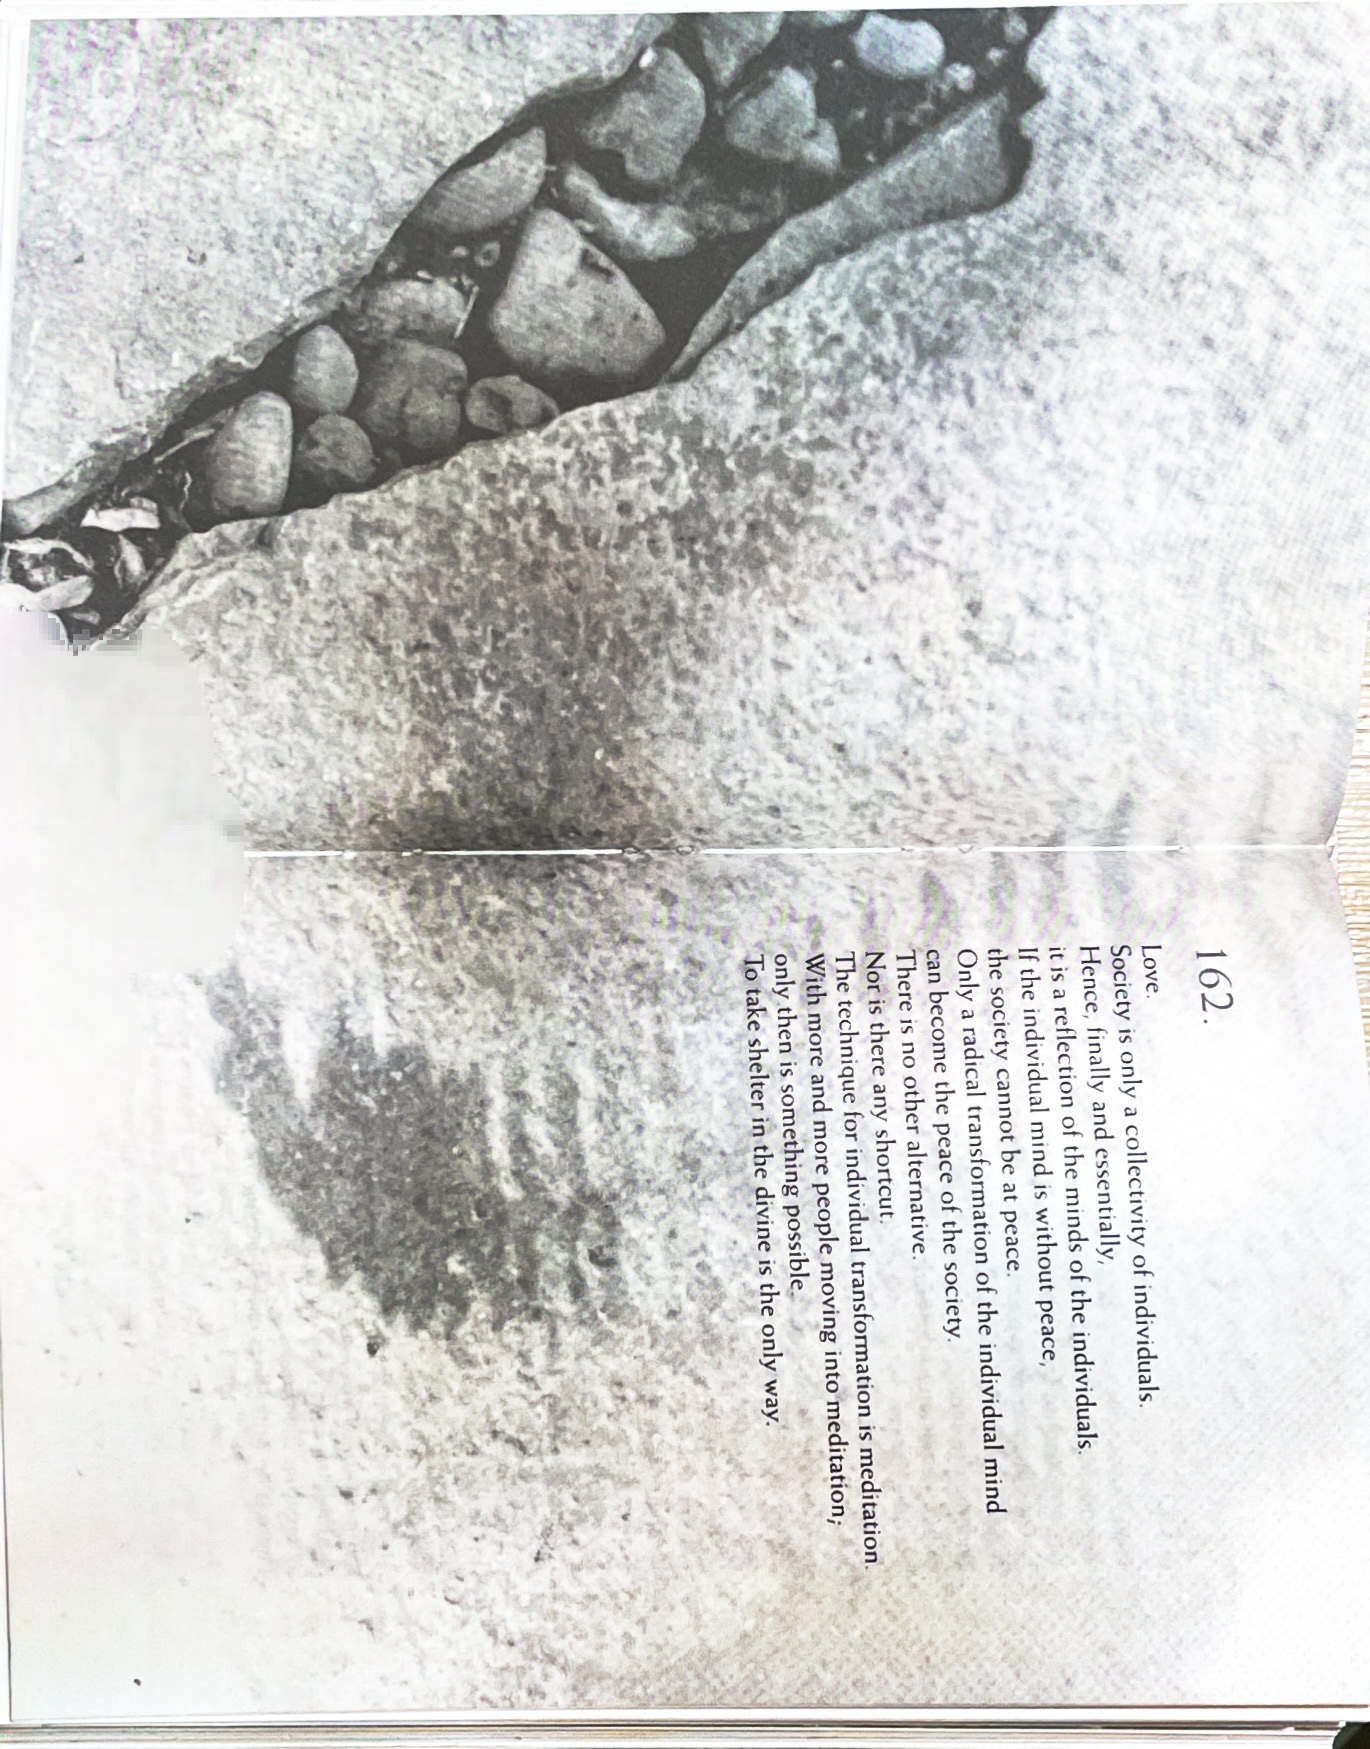 162.
Love.
Society is only a collectivity of individuals.
Hence, finally and essentially,
it is a reflection of the minds of the individuals.
If the individual mind is without peace,
the society cannot be at peace.
Only a radical transformation of the individual mind
can become the peace of the society.
There is no other alternative.
Nor is there any shortcut.
The technique for individual transformation is meditation.
With more and more people moving into meditation;
only then is something possible.
To take shelter in the divine is the only way.